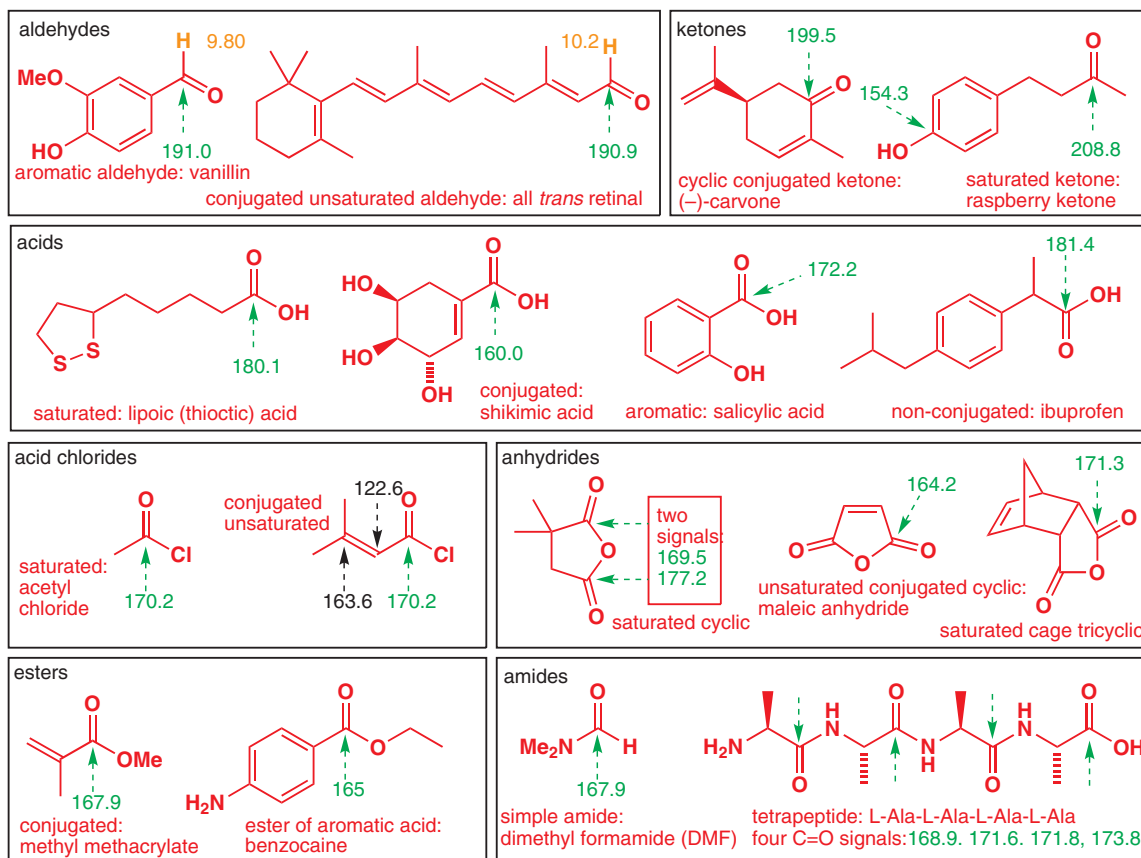 aldehydes
H 9.80
MeO
O
HO
191.0
aromatic aldehyde: vanillin
10.2 H
O
190.9
conjugated unsaturated aldehyde: all trans retinal
ketones
199.5
O
cyclic conjugated ketone:
(–)-carvone
154.3
O
HO
208.8
saturated ketone:
raspberry ketone
acids
O
OH
S
S
180.1
saturated: lipoic (thioctic) acid
O
HO
OH
HO
OH
160.0
conjugated:
shikimic acid
O
172.2
OH
OH
aromatic: salicylic acid
181.4
OH
O
non-conjugated: ibuprofen
acid chlorides
O
Cl
saturated:
acetyl
chloride
170.2
conjugated
unsaturated
122.6
O
Cl
163.6
170.2
anhydrides
O
O
O
two
signals:
169.5
177.2
saturated cyclic
164.2
O
O
O
unsaturated conjugated cyclic:
maleic anhydride
171.3
O
O
O
saturated cage tricyclic
esters
O
OMe
167.9
conjugated:
methyl methacrylate
O
O
165
H2N
ester of aromatic acid:
benzocaine
amides
O
Me2N
H
167.9
simple amide:
dimethyl formamide (DMF)
H
N
O
H
N
O
H2N
N
H
OH
O
O
tetrapeptide: L-Ala-L-Ala-L-Ala-L-Ala
four C=O signals: 168.9. 171.6. 171.8, 173.8